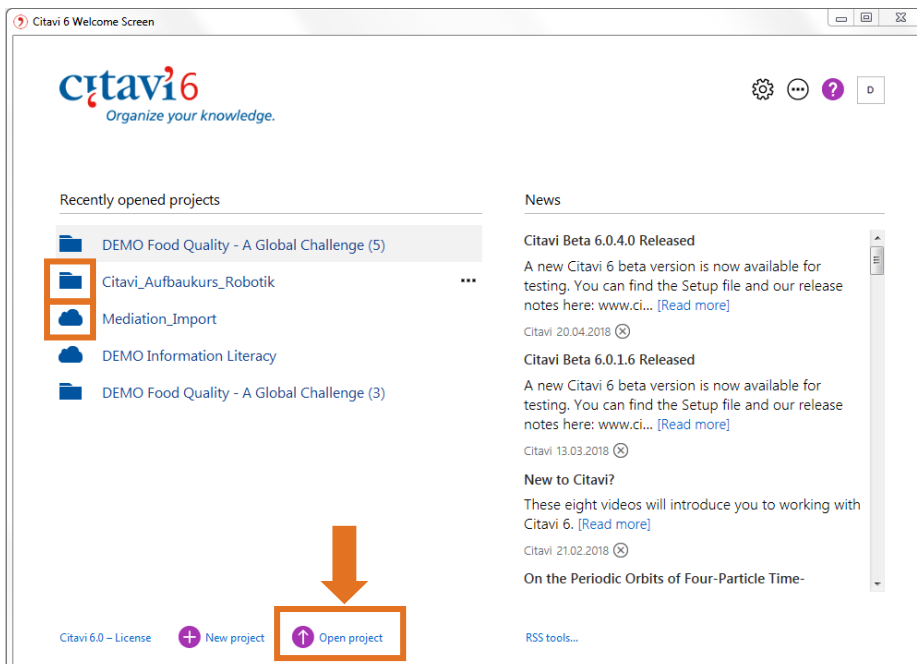 Citavi 6 Welcome Screen
citavi6
Organize your knowledge.
D
Recently opened projects
DEMO Food Quality - A Global Challenge (5)
Citavi_Aufbaukurs_Robotik
Mediation_Import
DEMO Information Literacy
DEMO Food Quality - A Global Challenge (3)
News
Citavi Beta 6.0.4.0 Released
A new Citavi 6 beta version is now available for
testing. You can find the Setup file and our release
notes here: www.ci... [Read more]
Citavi 20.04.2018
Citavi Beta 6.0.1.6 Released
A new Citavi 6 beta version is now available for
testing. You can find the Setup file and our release
notes here: www.ci... [Read more]
Citavi 13.03.2018
New to Citavi?
These eight videos will introduce you to working with
Citavi 6. [Read more]
Citavi 21.02.2018
On the Periodic Orbits of Four-Particle Time-
Citavi 6.0 – License
New project
Open project
RSS tools...